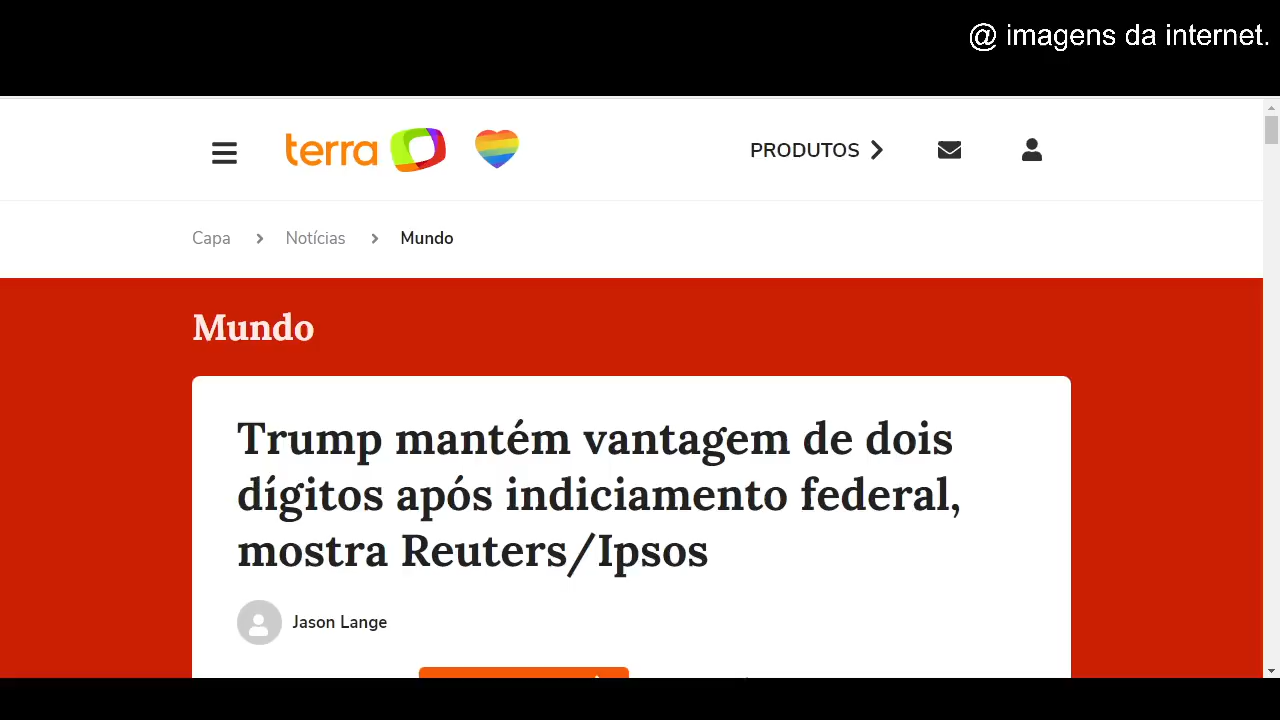 @ imagens da internet.
terra
PRODUTOS
Capa
Notícias
Mundo
Mundo
Trump mantém vantagem de dois
dígitos após indiciamento federal,
mostra Reuters/Ipsos
Jason Lange